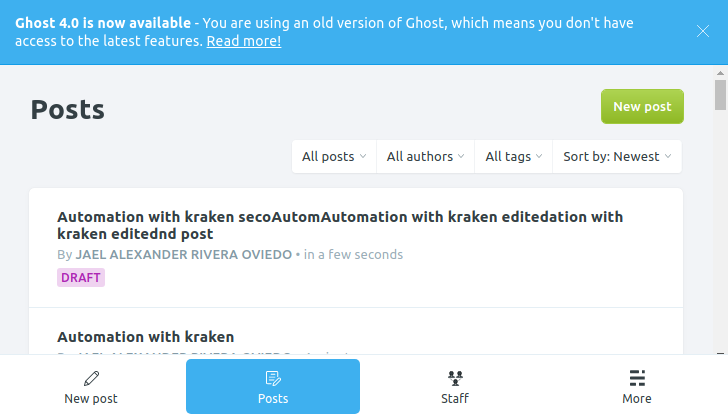 Ghost 4.0 is now available - You are using an old version of Ghost, which means you don't have
access to the latest features. Read more!
Posts
New post
All posts
All authors
All tags
Sort by: Newest
Automation with kraken secoAutomAutomation with kraken editedation with
kraken editednd post
By JAEL ALEXANDER RIVERA OVIEDO • in a few seconds
DRAFT
Automation with kraken
New post
Posts
Staff
More